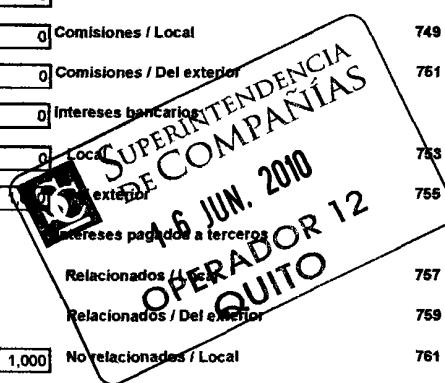 0 Comisiones / Local 749
0 Comisiones / Del exterior 751
0 Intereses bancarios
0 Local 753
exterior 755
Intereses pagados a terceros
Relacionados / Local 757
Relacionados / Del exterior 759
1,000 No relacionados / Local 761
SUPERINTENDENCIA
DE COMPAÑÍAS
16 JUN. 2010
OPERADOR 12
QUITO